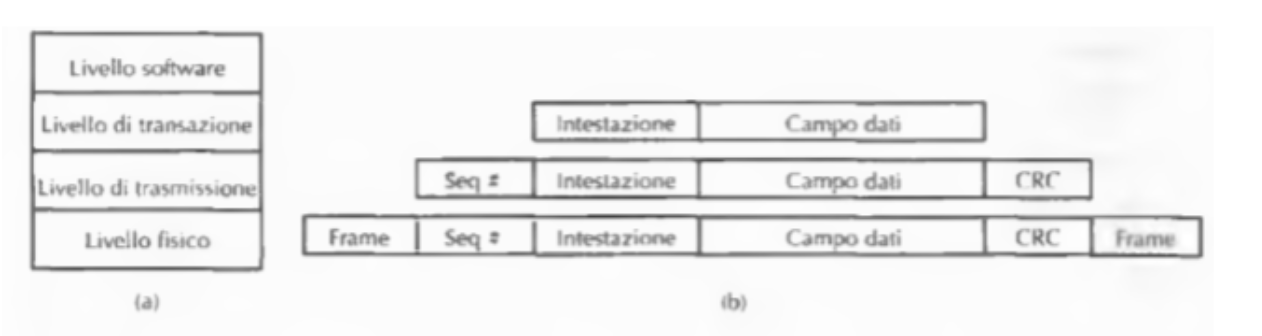 Livello software
Livello di transazione
Livello di trasmissione
Livello fisico
(a)
Intestazione Campo dati
Seq # Intestazione Campo dati CRC
Frame Seq # Intestazione Campo dati CRC Frame
(b)